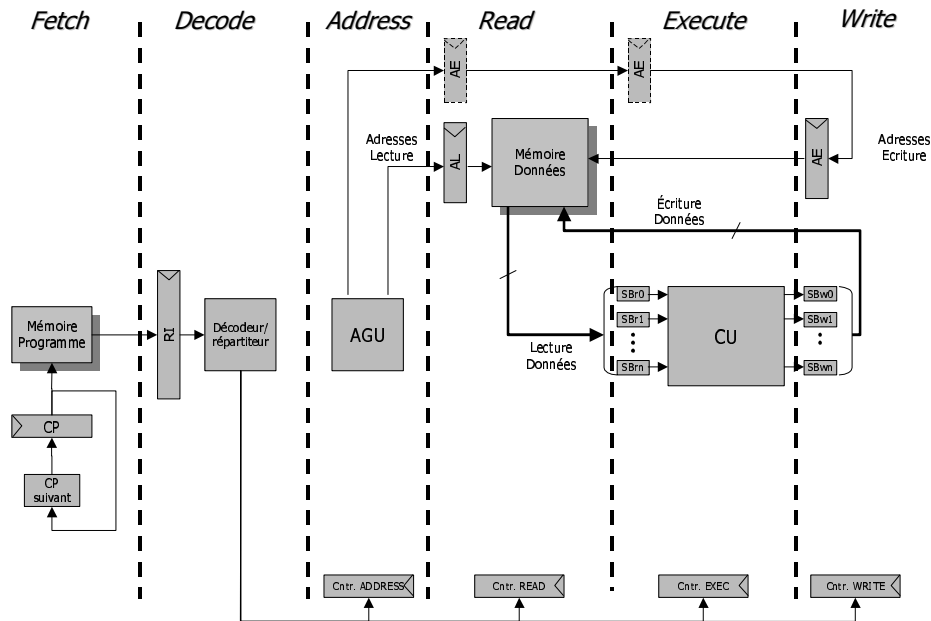 Fetch
Decode
Address
Read
Execute
Write
AE
AE
Adresses
Lecture
AL
Mémoire
Données
AE
Adresses
Ecriture
Écriture
Données
Mémoire
Programme
RI
Décodeur/
répartiteur
AGU
Lecture
Données
SBr0
SBr1
SBrn
CU
SBw0
SBw1
SBwn
CP
CP
suivant
Cntr. ADDRESS
Cntr. READ
Cntr. EXEC
Cntr. WRITE